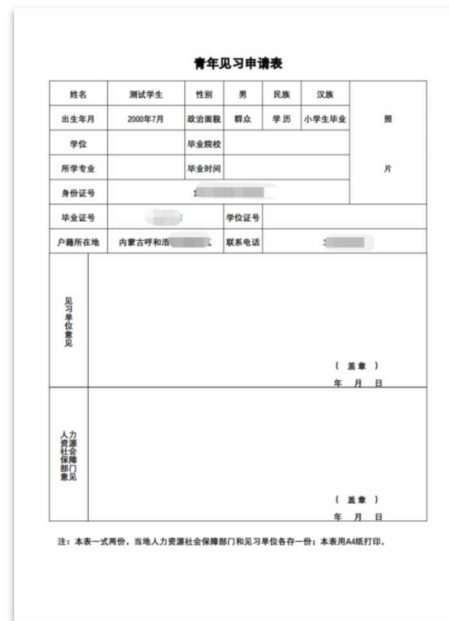 青年见习申请表
姓名 测试学生 性别 男 民族 汉族
出生年月 2000年7月 政治面貌 群众 学历 小学生毕业 照
学位 毕业院校
所学专业 毕业时间 片
身份证号
毕业证号 学位证号
户籍所在地 内蒙古呼和浩 联系电话
见习单位意见
（ 盖章 ）
年 月 日
人力资源社会保障部门意见
（ 盖章 ）
年 月 日
注：本表一式两份，当地人力资源社会保障部门和见习单位各存一份；本表用A4纸打印。